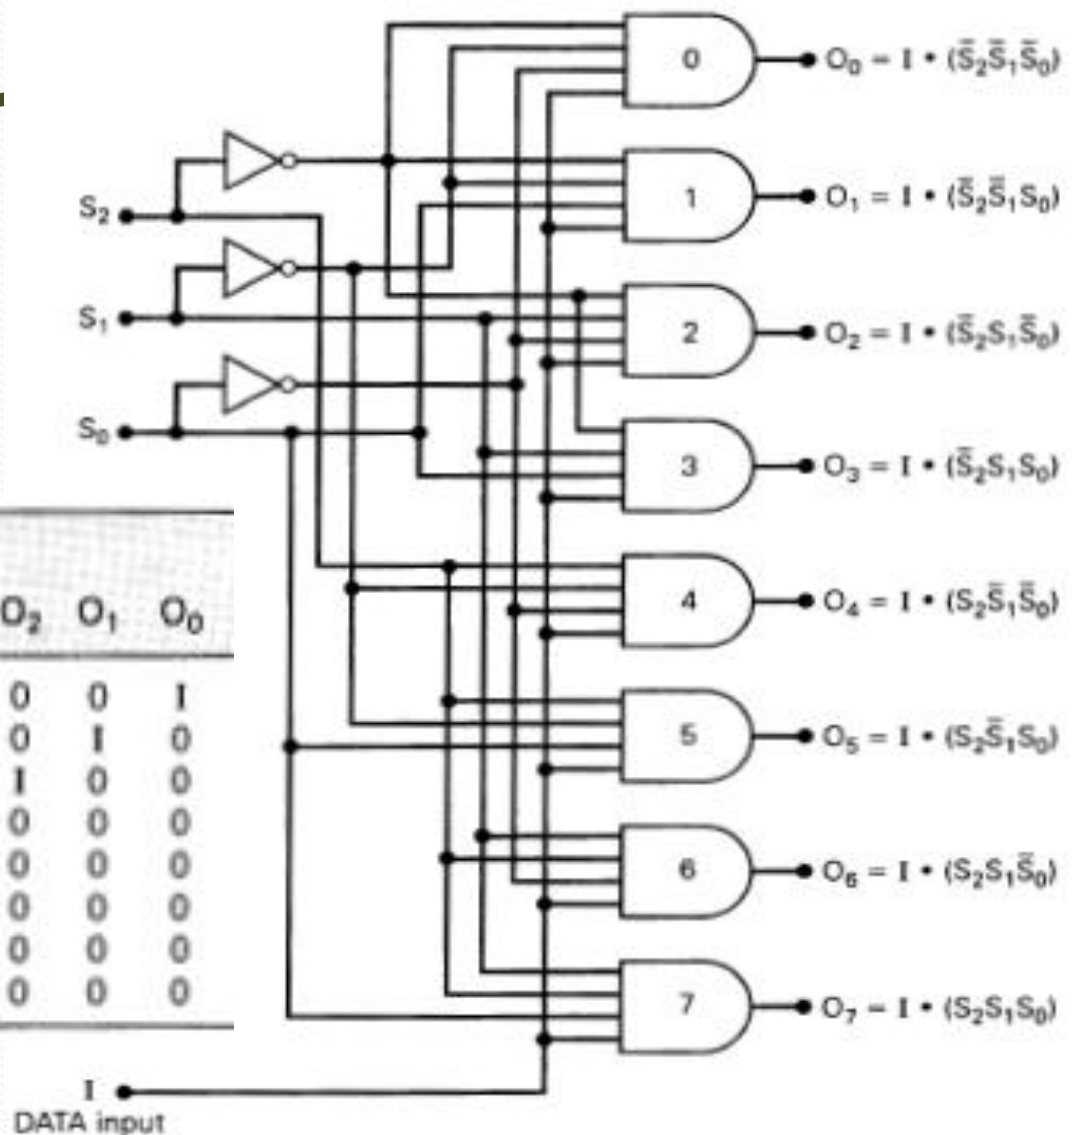 0 O₀ = I • (S̅₂S̅₁S̅₀)
1 O₁ = I • (S̅₂S̅₁S₀)
S₂
2 O₂ = I • (S̅₂S₁S̅₀)
S₁
3 O₃ = I • (S̅₂S₁S₀)
S₀
4 O₄ = I • (S₂S̅₁S̅₀)
5 O₅ = I • (S₂S̅₁S₀)
6 O₆ = I • (S₂S₁S̅₀)
7 O₇ = I • (S₂S₁S₀)
O₂ O₁ O₀
0 0 I
0 I 0
I 0 0
0 0 0
0 0 0
0 0 0
0 0 0
0 0 0
I
DATA input